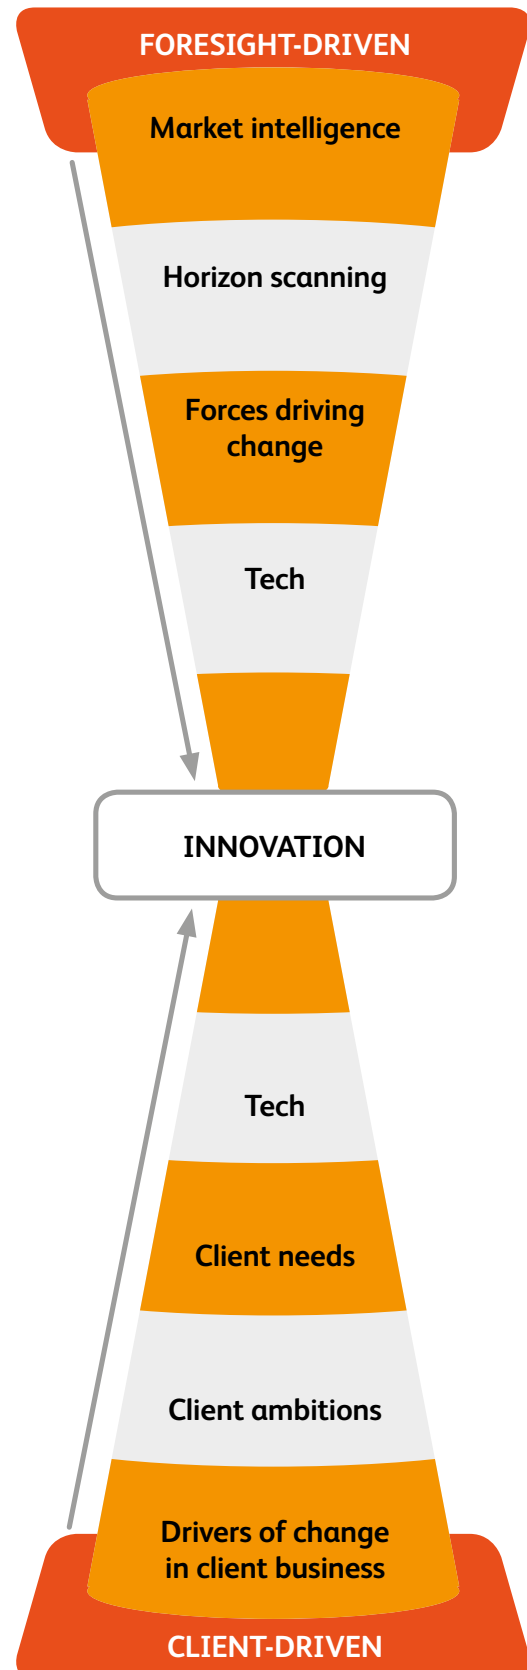 FORESIGHT-DRIVEN
Market intelligence
Horizon scanning
Forces driving
change
Tech
INNOVATION
Tech
Client needs
Client ambitions
Drivers of change
in client business
CLIENT-DRIVEN